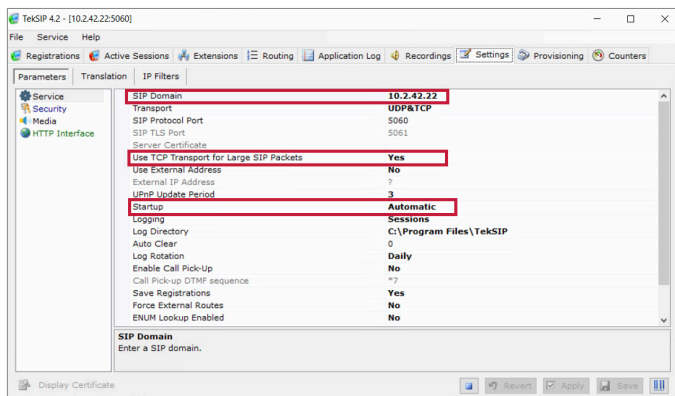 TekSIP 4.2 - [10.2.42.22:5060]
File Service Help
Registrations Active Sessions Extensions Routing Application Log Recordings Settings Provisioning Counters
Parameters Translation IP Filters
Service
Security
Media
HTTP Interface
SIP Domain 10.2.42.22
Transport UDP&TCP
SIP Protocol Port 5060
SIP TLS Port 5061
Server Certificate
Use TCP Transport for Large SIP Packets Yes
Use External Address No
External IP Address ?
UPnP Update Period 3
Startup Automatic
Logging Sessions
Log Directory C:\Program Files\TekSIP
Auto Clear 0
Log Rotation Daily
Enable Call Pick-Up No
Call Pick-up DTMF sequence *7
Save Registrations Yes
Force External Routes No
ENUM Lookup Enabled No
SIP Domain
Enter a SIP domain.
Display Certificate Revert Apply Save